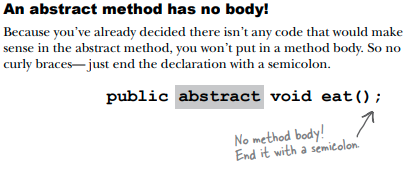 An abstract method has no body!
Because you've already decided there isn't any code that would make
sense in the abstract method, you won't put in a method body. So no
curly braces— just end the declaration with a semicolon.
public abstract void eat();
No method body!
End it with a semicolon.